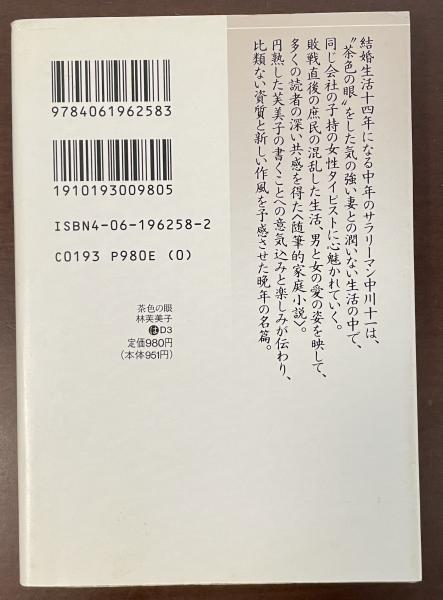 結婚生活十四年になる中年のサラリーマン中川十一は、
〝茶色の眼〟をした気の強い妻との潤いない生活の中で、
同じ会社の子持の女性タイピストに心魅かれていく。
敗戦直後の庶民の混乱した生活、男と女の愛の姿を映して、
多くの読者の深い共感を得た〈随筆的家庭小説〉。
円熟した芙美子の書くことへの意気込みと楽しみが伝わり、
比類ない資質と新しい作風を予感させた晩年の名篇。
9784061962583
1910193009805
ISBN4-06-196258-2
C0193 P980E (0)
茶色の眼
林芙美子
はD3
定価980円
(本体951円)